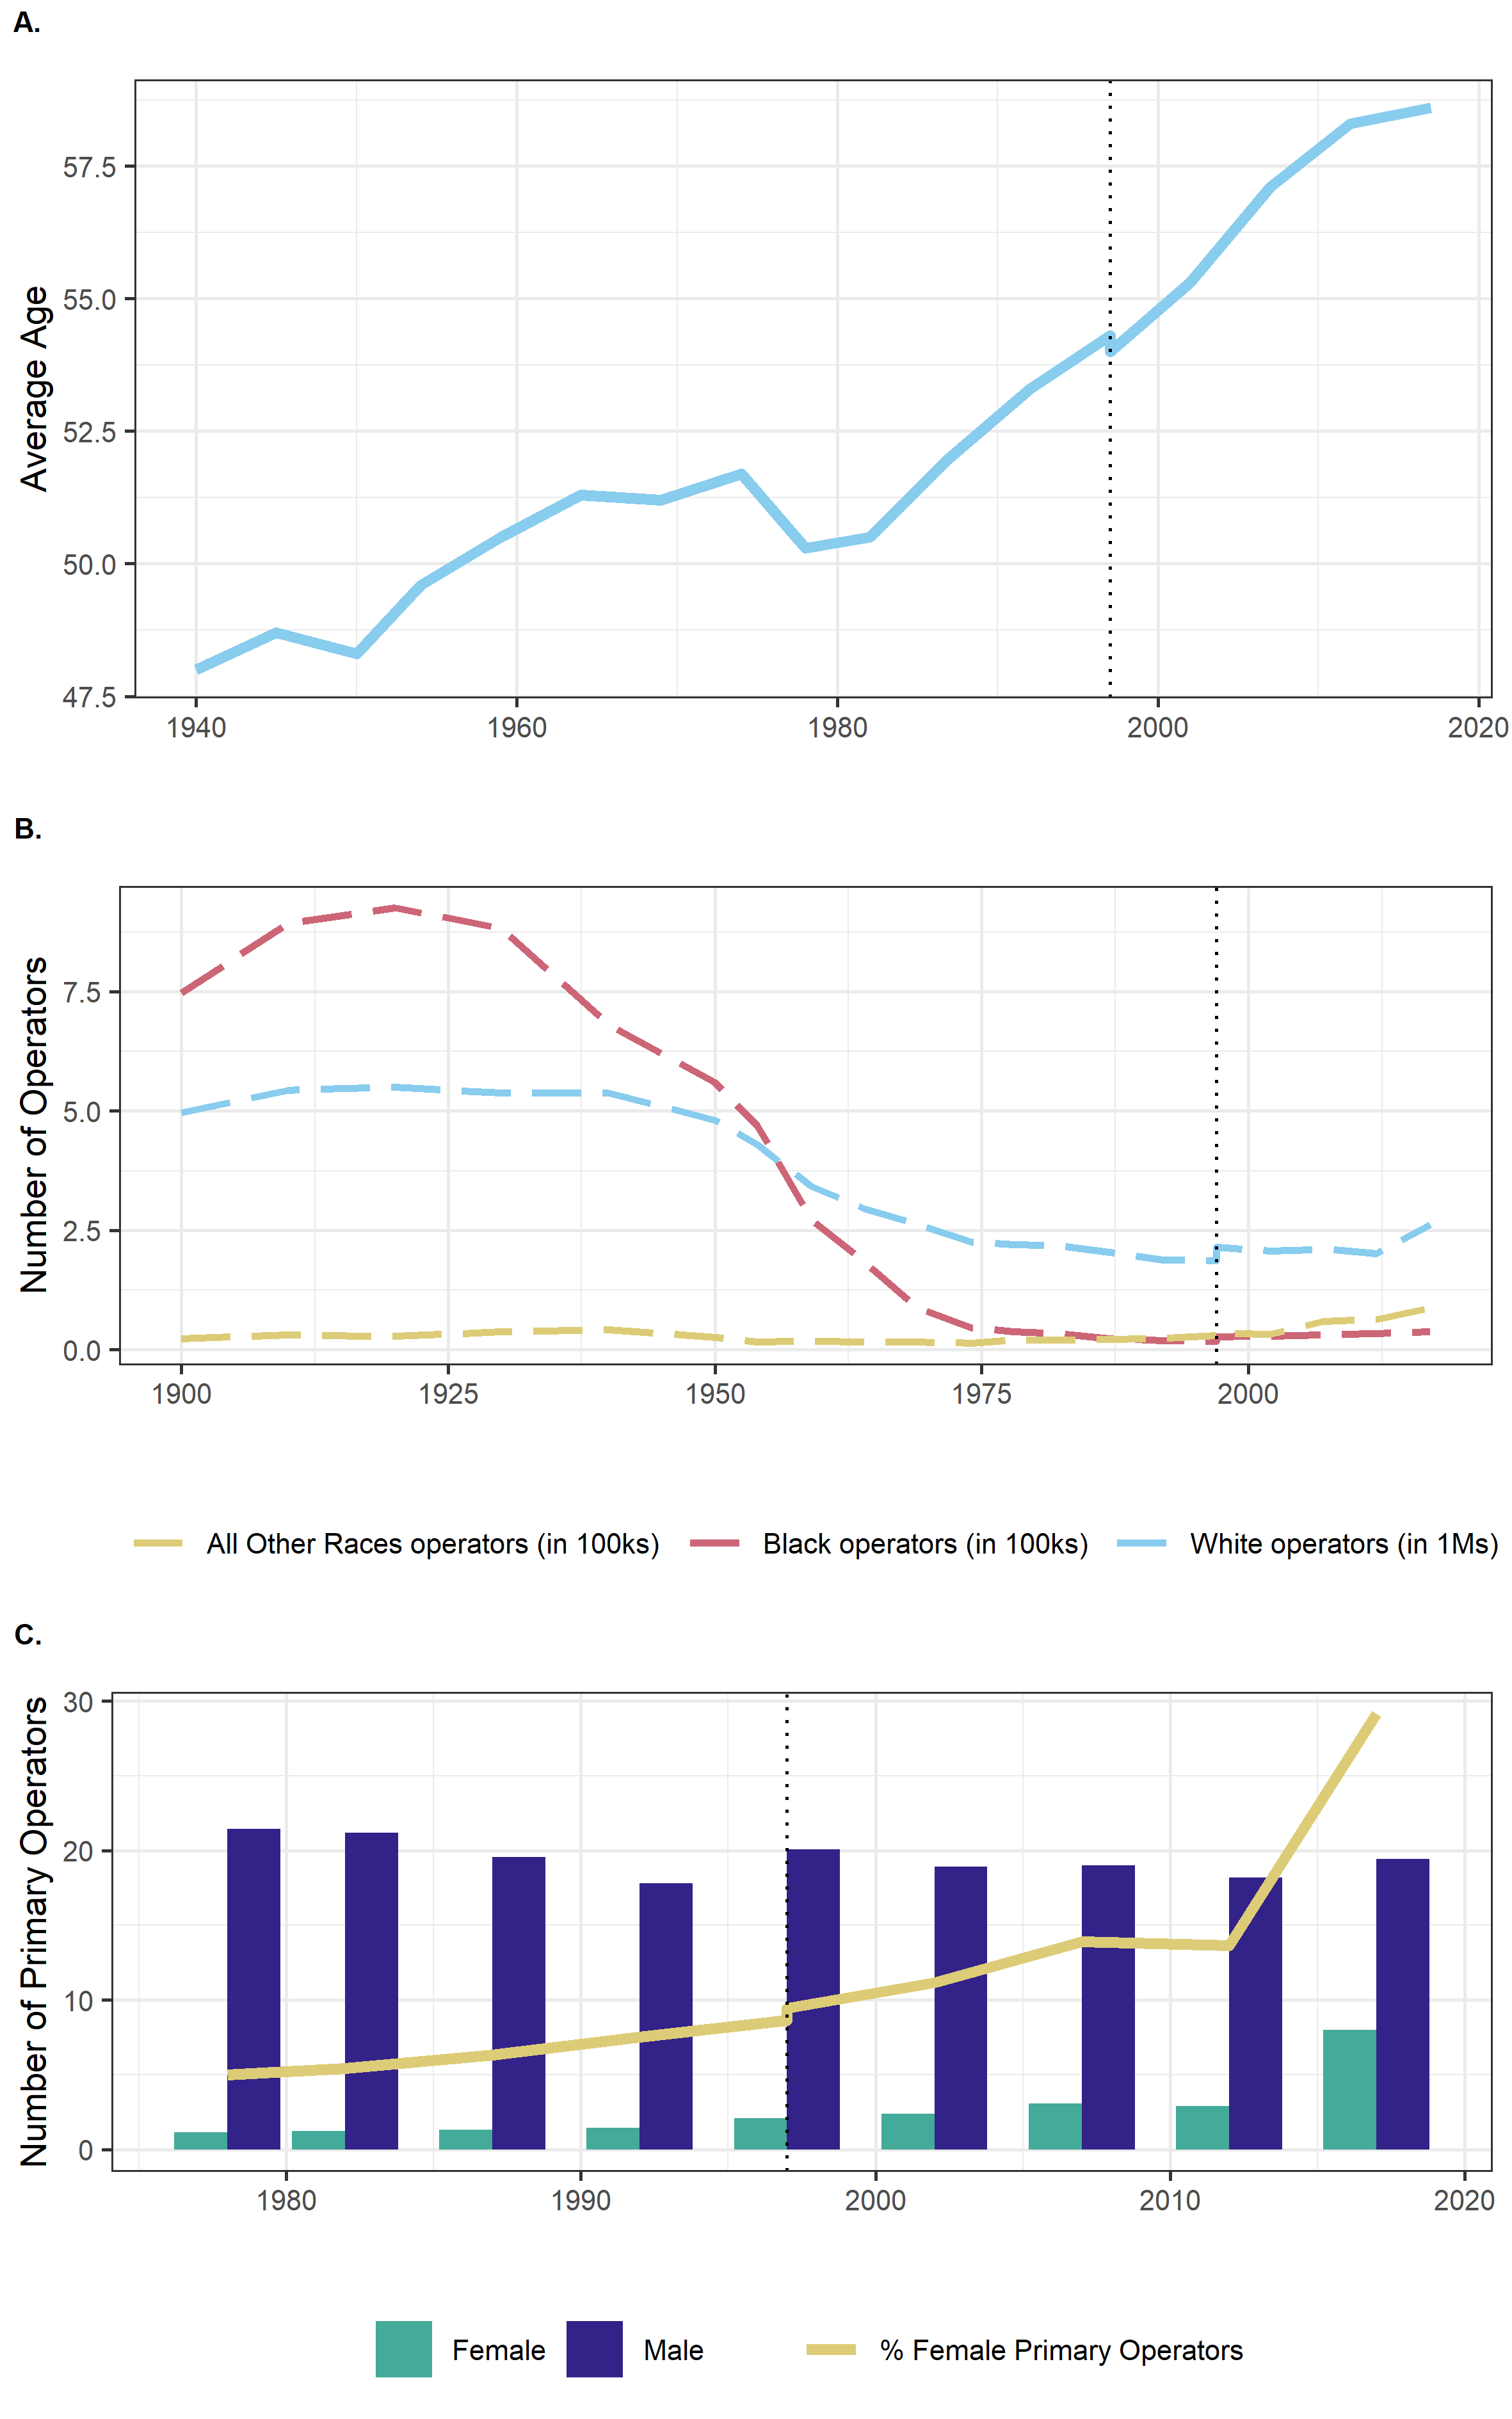 A.
Average Age
57.5
55.0
52.5
50.0
47.5
1940 1960 1980 2000 2020
B.
Number of Operators
7.5
5.0
2.5
0.0
1900 1925 1950 1975 2000
All Other Races operators (in 100ks) Black operators (in 100ks) White operators (in 1Ms)
C.
Number of Primary Operators
30
20
10
0
1980 1990 2000 2010 2020
Female Male % Female Primary Operators